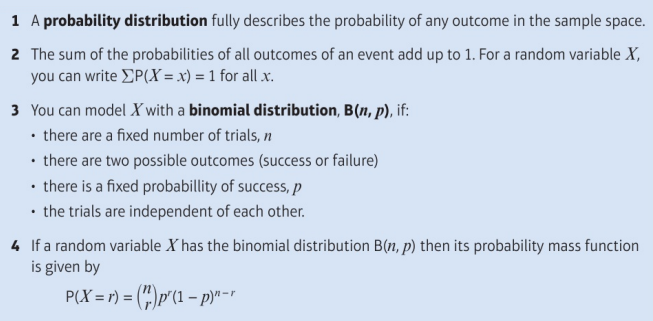 1 A probability distribution fully describes the probability of any outcome in the sample space.
2 The sum of the probabilities of all outcomes of an event add up to 1. For a random variable X,
you can write ΣP(X = x) = 1 for all x.
3 You can model X with a binomial distribution, B(n, p), if:
• there are a fixed number of trials, n
• there are two possible outcomes (success or failure)
• there is a fixed probabillity of success, p
• the trials are independent of each other.
4 If a random variable X has the binomial distribution B(n, p) then its probability mass function
is given by
P(X = r) = (n r)pʳ(1 − p)ⁿ⁻ʳ